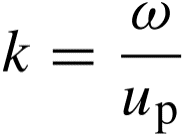 k = ω / u_p